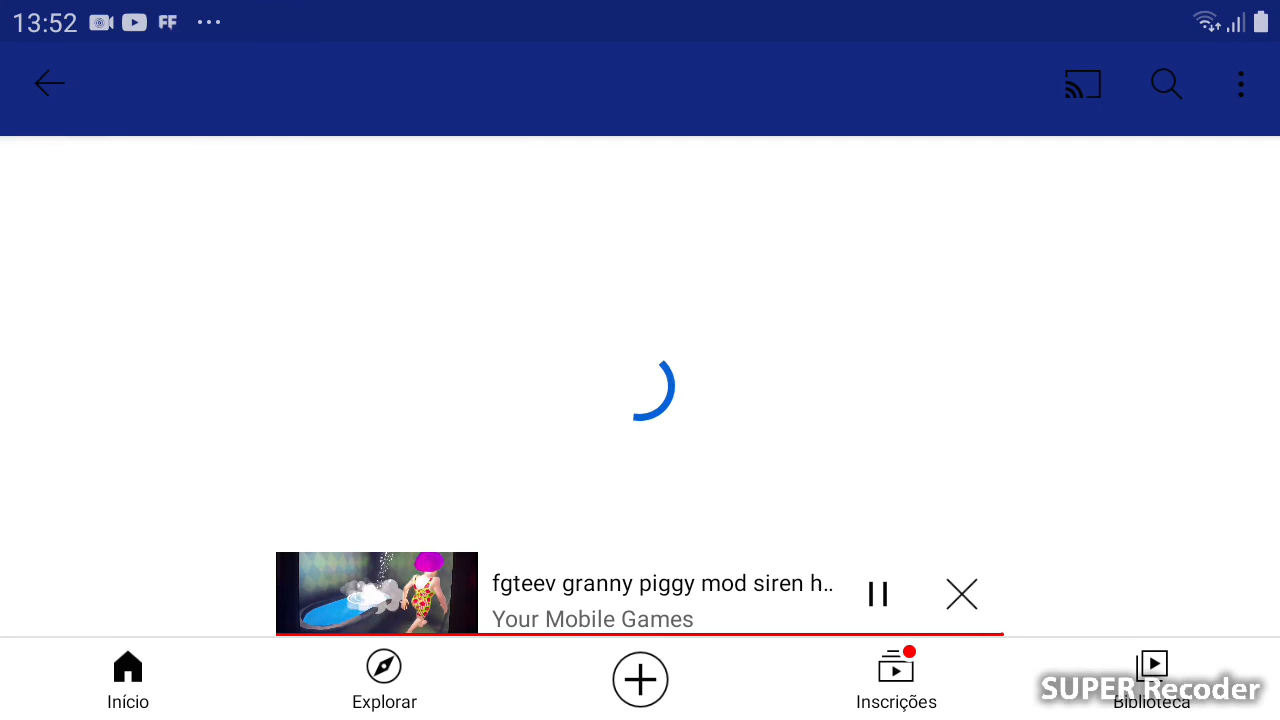 13:52 FF
fgteev granny piggy mod siren h..
Your Mobile Games
Início
Explorar
Inscrições
Biblioteca
SUPER Recoder